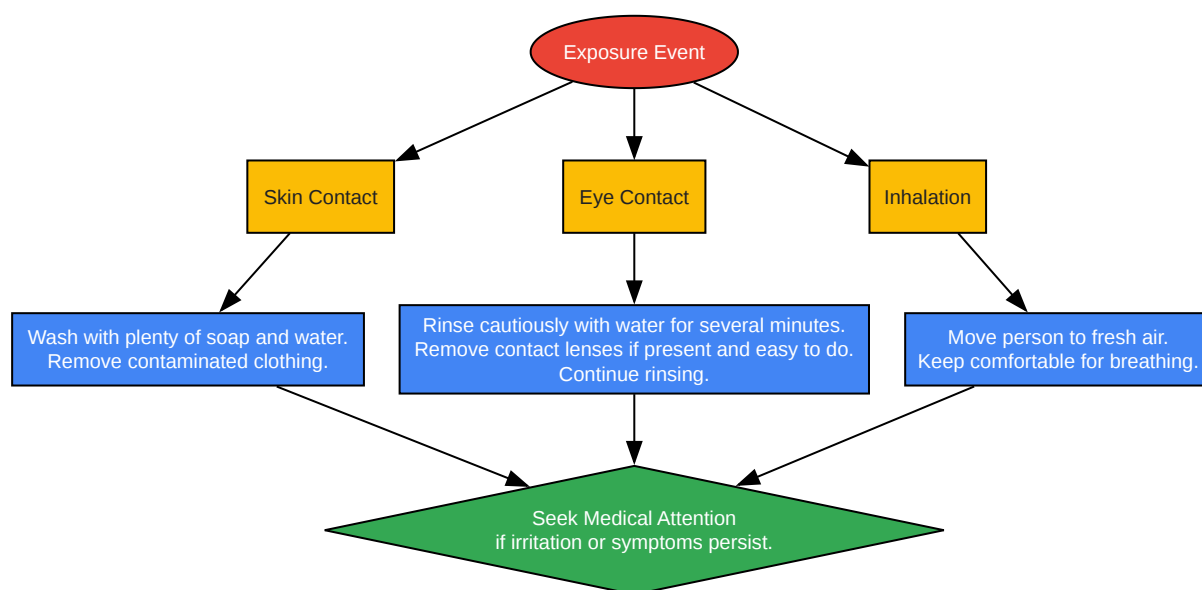 Exposure Event
Skin Contact
Eye Contact
Inhalation
Wash with plenty of soap and water.
Remove contaminated clothing.
Rinse cautiously with water for several minutes.
Remove contact lenses if present and easy to do.
Continue rinsing.
Move person to fresh air.
Keep comfortable for breathing.
Seek Medical Attention
if irritation or symptoms persist.